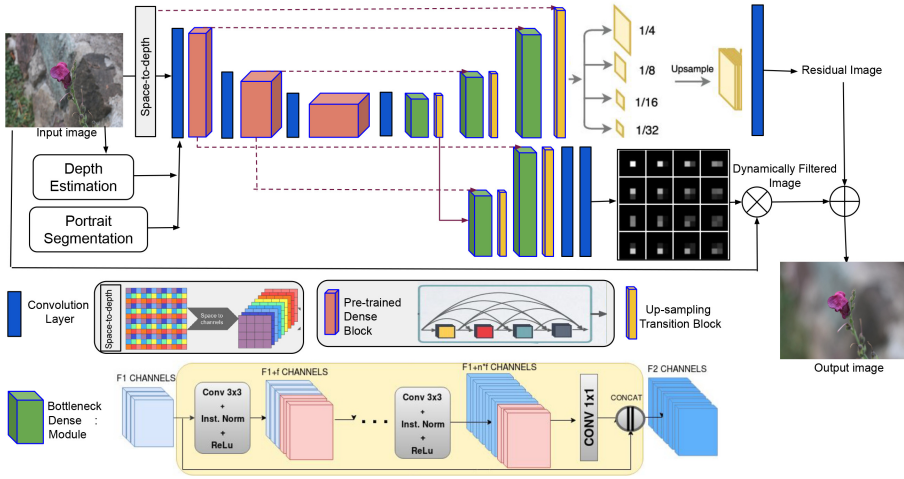 Input image
Space-to-depth
Depth
Estimation
Portrait
Segmentation
1/4
1/8
1/16
1/32
Upsample
Residual Image
Dynamically Filtered
Image
Output image
Convolution
Layer
Space-to-depth
Space to
channels
Pre-trained
Dense
Block
Up-sampling
Transition Block
Bottleneck
Dense :
Module
F1 CHANNELS
Conv 3x3
+
Inst. Norm
+
ReLu
F1+f CHANNELS
. . .
Conv 3x3
+
Inst. Norm
+
ReLu
F1+n*f CHANNELS
CONV 1x1
CONCAT
F2 CHANNELS